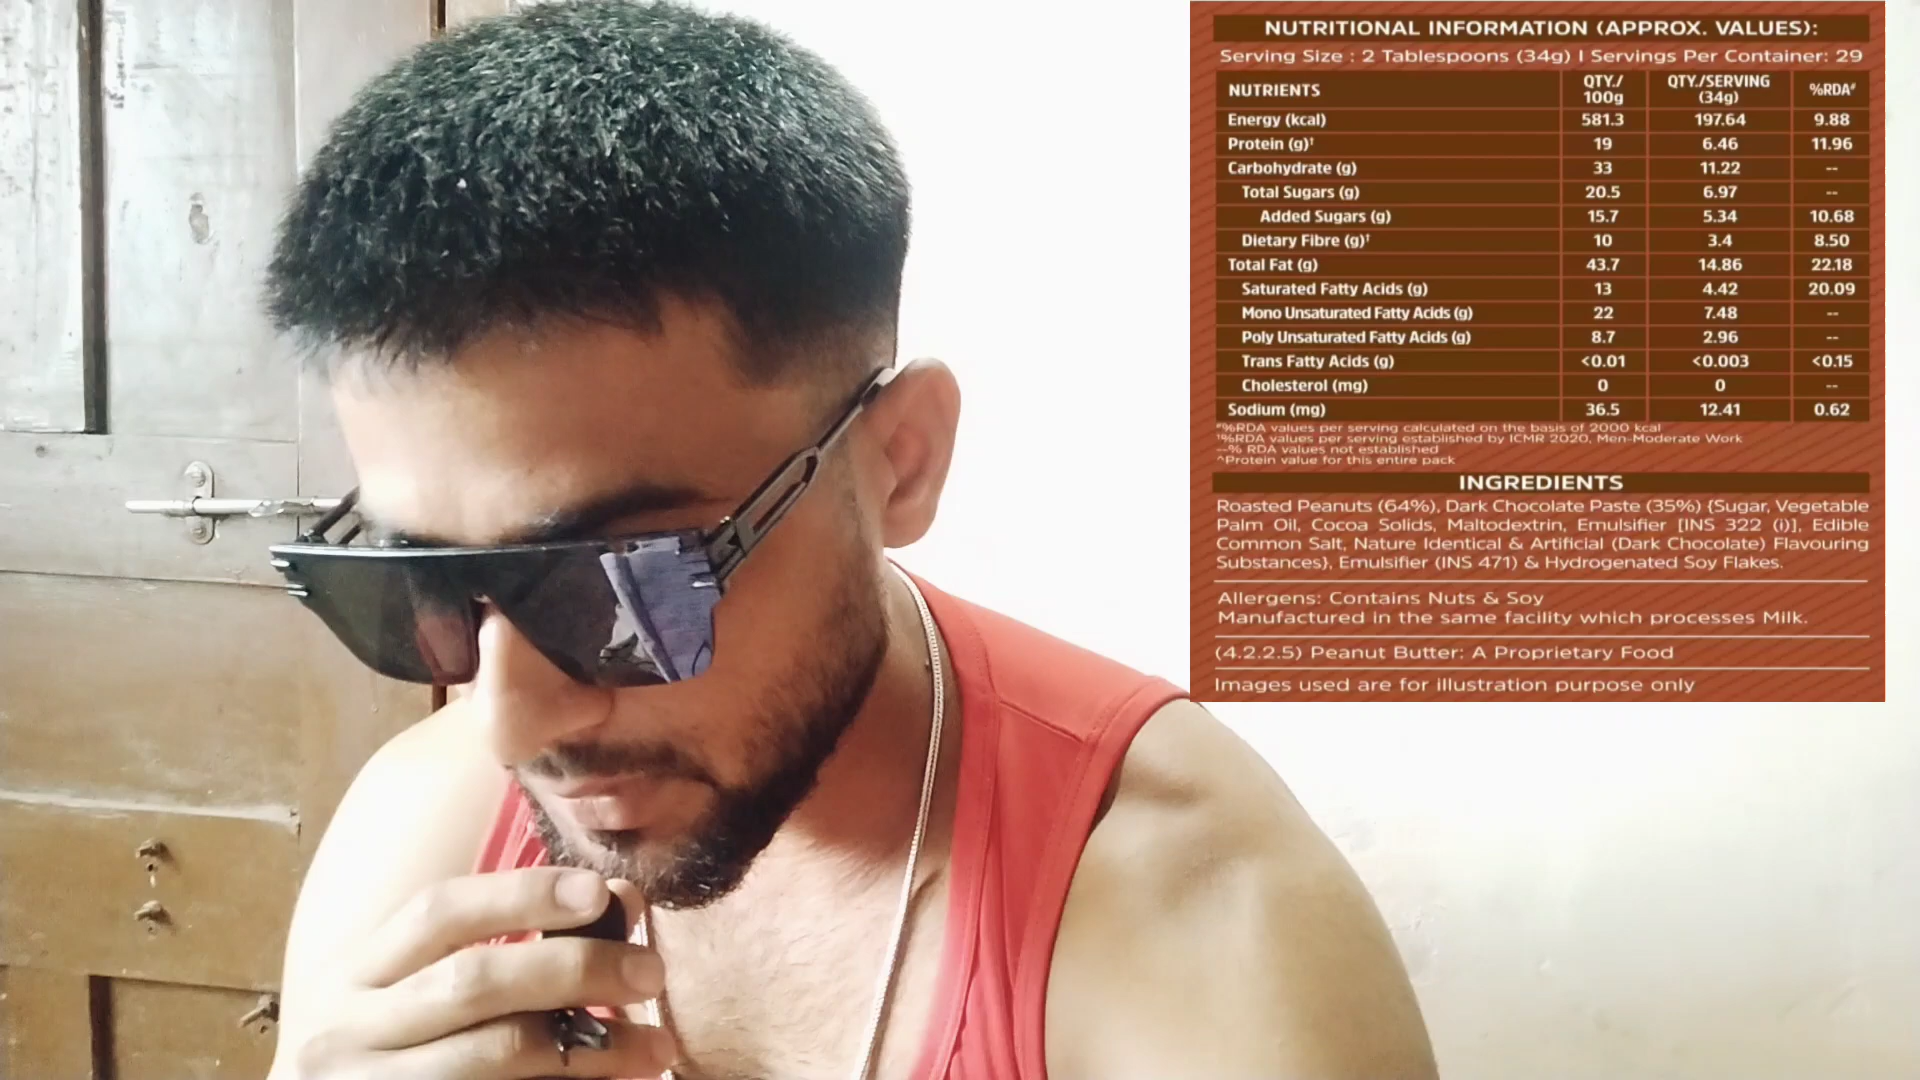 NUTRITIONAL INFORMATION (APPROX. VALUES):
Serving Size : 2 Tablespoons (34g) I Servings Per Container: 29
NUTRIENTS QTY./ 100g QTY./SERVING (34g) %RDA#
Energy (kcal) 581.3 197.64 9.88
Protein (g)† 19 6.46 11.96
Carbohydrate (g) 33 11.22 --
Total Sugars (g) 20.5 6.97 --
Added Sugars (g) 15.7 5.34 10.68
Dietary Fibre (g)† 10 3.4 8.50
Total Fat (g) 43.7 14.86 22.18
Saturated Fatty Acids (g) 13 4.42 20.09
Mono Unsaturated Fatty Acids (g) 22 7.48 --
Poly Unsaturated Fatty Acids (g) 8.7 2.96 --
Trans Fatty Acids (g) <0.01 <0.003 <0.15
Cholesterol (mg) 0 0 --
Sodium (mg) 36.5 12.41 0.62
#%RDA values per serving calculated on the basis of 2000 kcal
†%RDA values per serving established by ICMR 2020, Men-Moderate Work
--% RDA values not established
^Protein value for this entire pack
INGREDIENTS
Roasted Peanuts (64%), Dark Chocolate Paste (35%) {Sugar, Vegetable
Palm Oil, Cocoa Solids, Maltodextrin, Emulsifier [INS 322 (i)], Edible
Common Salt, Nature Identical & Artificial (Dark Chocolate) Flavouring
Substances}, Emulsifier (INS 471) & Hydrogenated Soy Flakes.
Allergens: Contains Nuts & Soy
Manufactured in the same facility which processes Milk.
(4.2.2.5) Peanut Butter: A Proprietary Food
Images used are for illustration purpose only